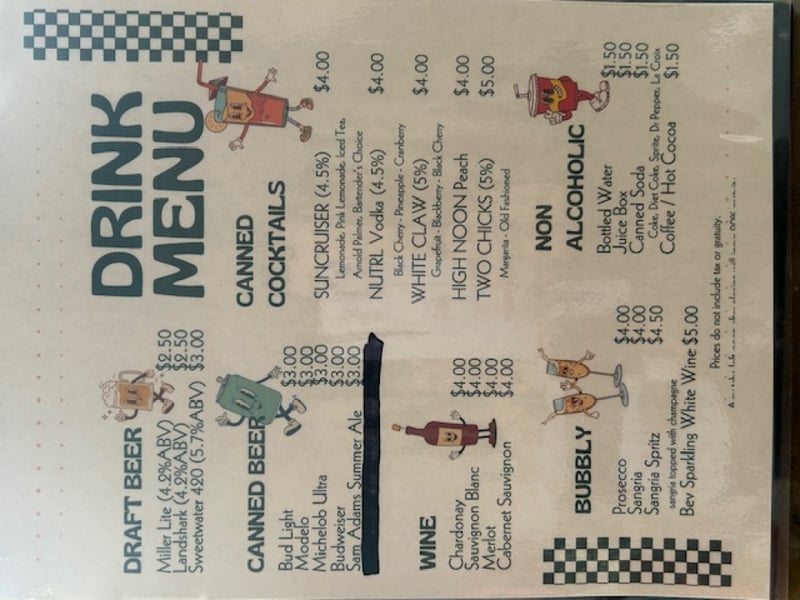 DRINK
MENU
DRAFT BEER
Miller Lite (4.2%ABV) $2.50
Landshark (4.2%ABV) $2.50
Sweetwater 420 (5.7%ABV) $3.00
CANNED BEER
Bud Light $3.00
Modelo $3.00
Michelob Ultra $3.00
Budweiser $3.00
Sam Adams Summer Ale $3.00
WINE
Chardonay $4.00
Sauvignon Blanc $4.00
Merlot $4.00
Cabernet Sauvignon $4.00
BUBBLY
Prosecco $4.00
Sangria $4.00
Sangria Spritz $4.50
sangria topped with champagne
Bev Sparkling White Wine $5.00
CANNED
COCKTAILS
SUNCRUISER (4.5%) $4.00
Lemonade, Pink Lemonade, Iced Tea,
Arnold Palmer, Bartender's Choice
NUTRL Vodka (4.5%) $4.00
Black Cherry - Pineapple - Cranberry
WHITE CLAW (5%) $4.00
Grapefruit - Blackberry - Black Cherry
HIGH NOON Peach $4.00
TWO CHICKS (5%) $5.00
Margarita - Old Fashioned
NON
ALCOHOLIC
Bottled Water $1.50
Juice Box $1.50
Canned Soda $1.50
Coke, Diet Coke, Sprite, Dr Pepper, La Croix
Coffee / Hot Cocoa $1.50
Prices do not include tax or gratuity.